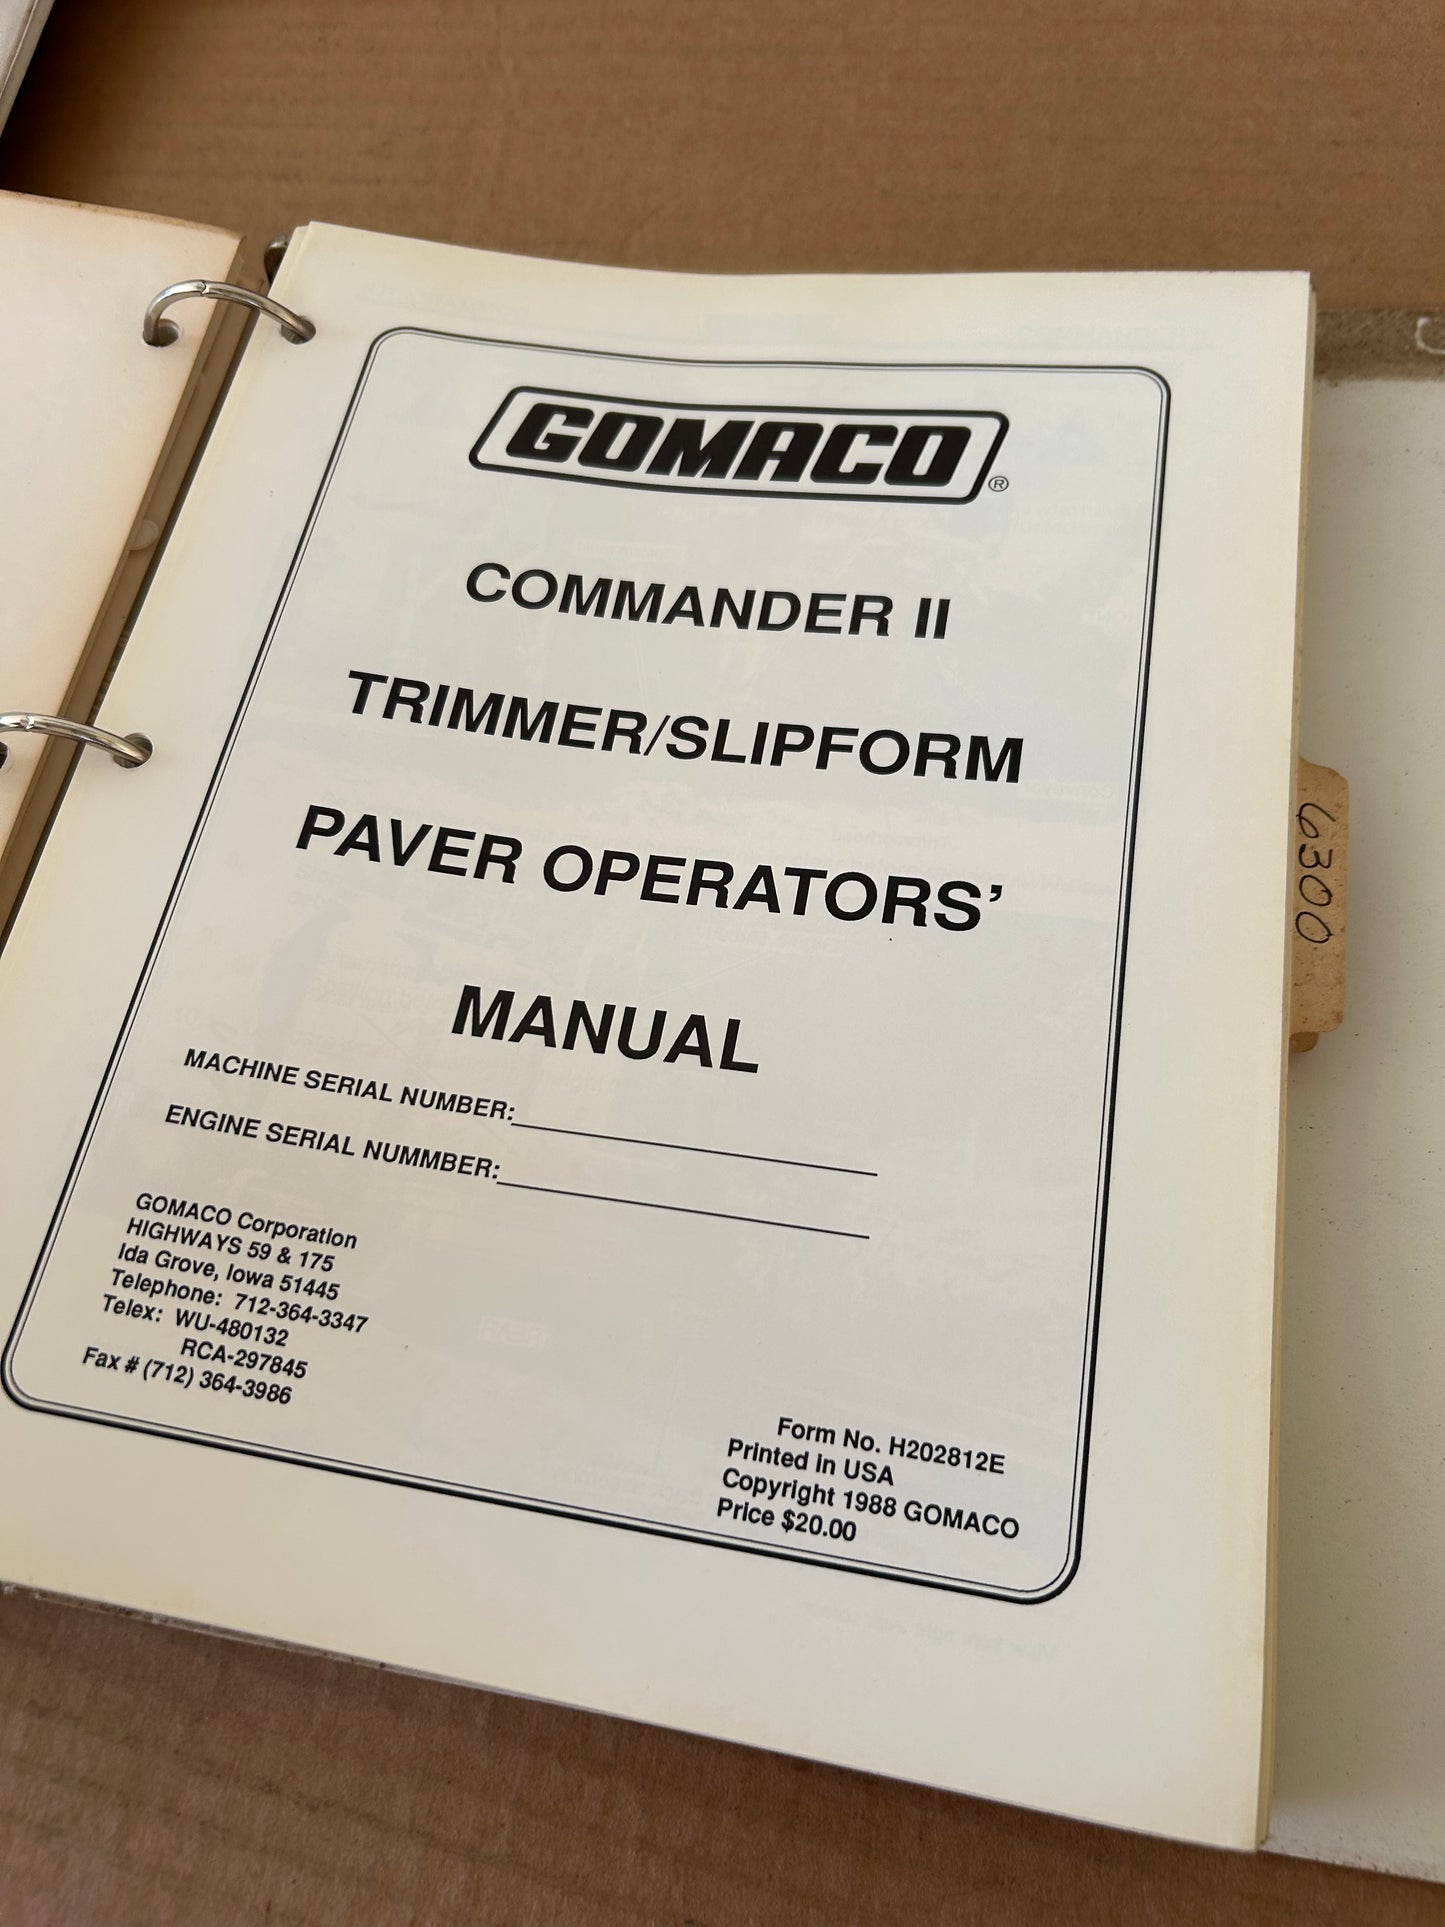 GOMACO®
COMMANDER II
TRIMMER/SLIPFORM
PAVER OPERATORS'
MANUAL
MACHINE SERIAL NUMBER:
ENGINE SERIAL NUMMBER:
GOMACO Corporation
HIGHWAYS 59 & 175
Ida Grove, Iowa 51445
Telephone: 712-364-3347
Telex: WU-480132
RCA-297845
Fax # (712) 364-3986
Form No. H202812E
Printed in USA
Copyright 1988 GOMACO
Price $20.00
6300